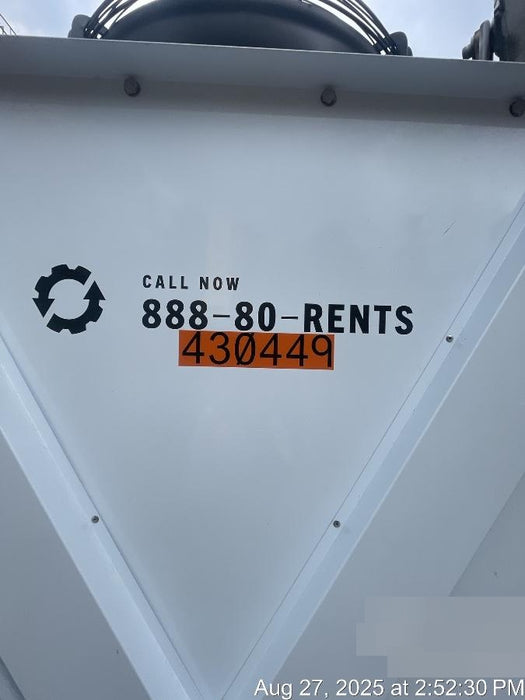 CALL NOW
888-80-RENTS
430449
Aug 27, 2025 at 2:52:30 PM